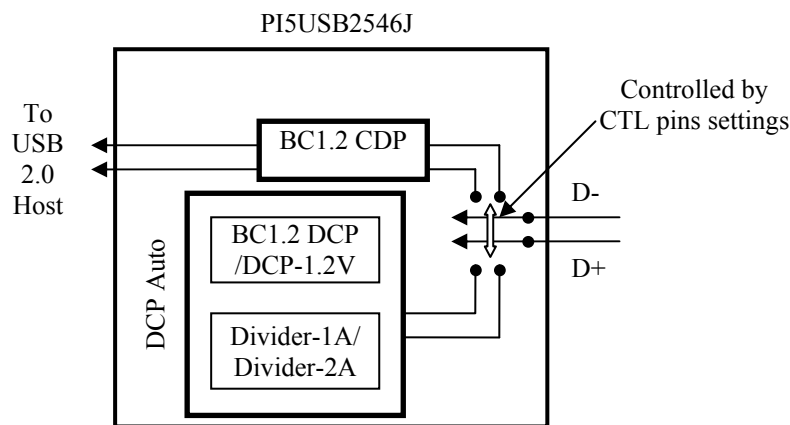 PI5USB2546J
To
USB
2.0
Host
BC1.2 CDP
Controlled by
CTL pins settings
D-
D+
DCP Auto
BC1.2 DCP
/DCP-1.2V
Divider-1A/
Divider-2A